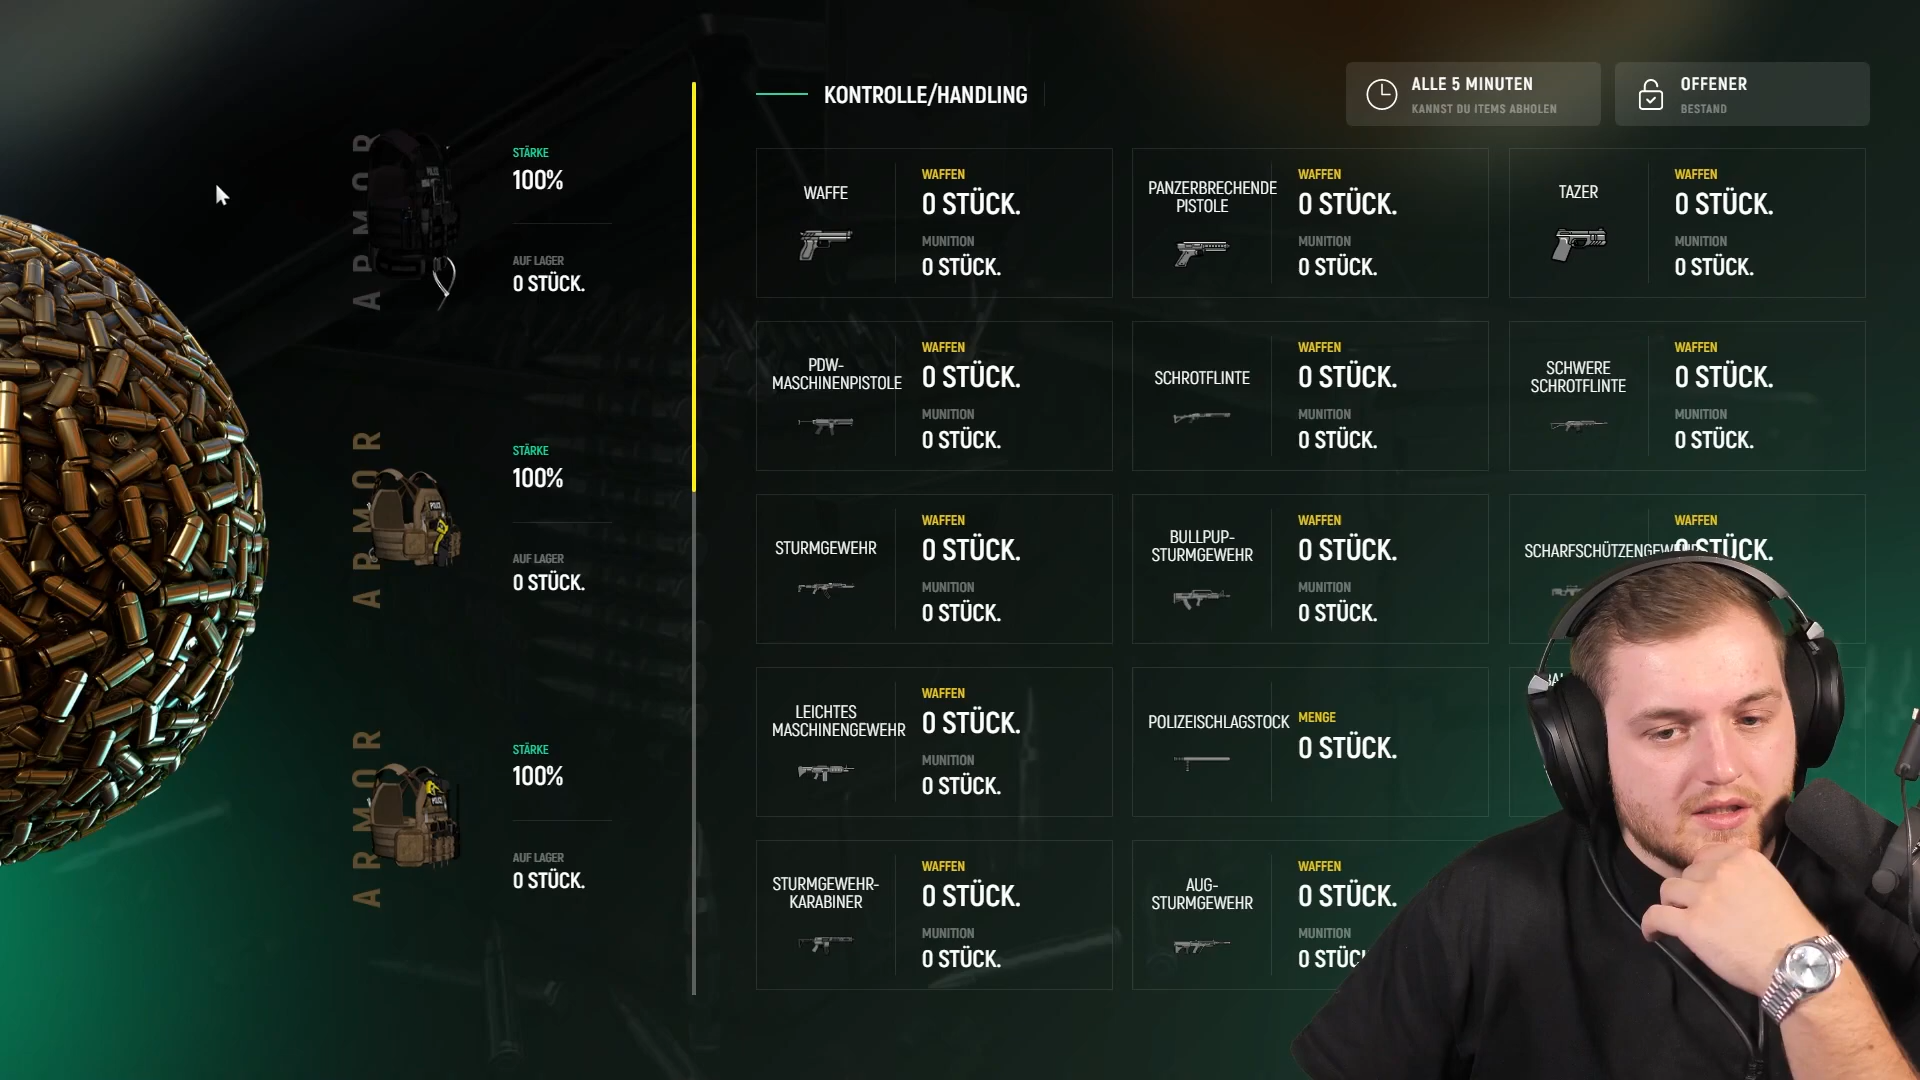 KONTROLLE/HANDLING
ALLE 5 MINUTEN
KANNST DU ITEMS ABHOLEN
OFFENER
BESTAND
ARMOR
STÄRKE
100%
AUF LAGER
0 STÜCK.
ARMOR
STÄRKE
100%
AUF LAGER
0 STÜCK.
ARMOR
STÄRKE
100%
AUF LAGER
0 STÜCK.
WAFFE
WAFFEN
0 STÜCK.
MUNITION
0 STÜCK.
PANZERBRECHENDE
PISTOLE
WAFFEN
0 STÜCK.
MUNITION
0 STÜCK.
TAZER
WAFFEN
0 STÜCK.
MUNITION
0 STÜCK.
PDW-
MASCHINENPISTOLE
WAFFEN
0 STÜCK.
MUNITION
0 STÜCK.
SCHROTFLINTE
WAFFEN
0 STÜCK.
MUNITION
0 STÜCK.
SCHWERE
SCHROTFLINTE
WAFFEN
0 STÜCK.
MUNITION
0 STÜCK.
STURMGEWEHR
WAFFEN
0 STÜCK.
MUNITION
0 STÜCK.
BULLPUP-
STURMGEWEHR
WAFFEN
0 STÜCK.
MUNITION
0 STÜCK.
SCHARFSCHÜTZENGEWEHR
WAFFEN
0 STÜCK.
LEICHTES
MASCHINENGEWEHR
WAFFEN
0 STÜCK.
MUNITION
0 STÜCK.
POLIZEISCHLAGSTOCK
MENGE
0 STÜCK.
STURMGEWEHR-
KARABINER
WAFFEN
0 STÜCK.
MUNITION
0 STÜCK.
AUG-
STURMGEWEHR
WAFFEN
0 STÜCK.
MUNITION
0 STÜC